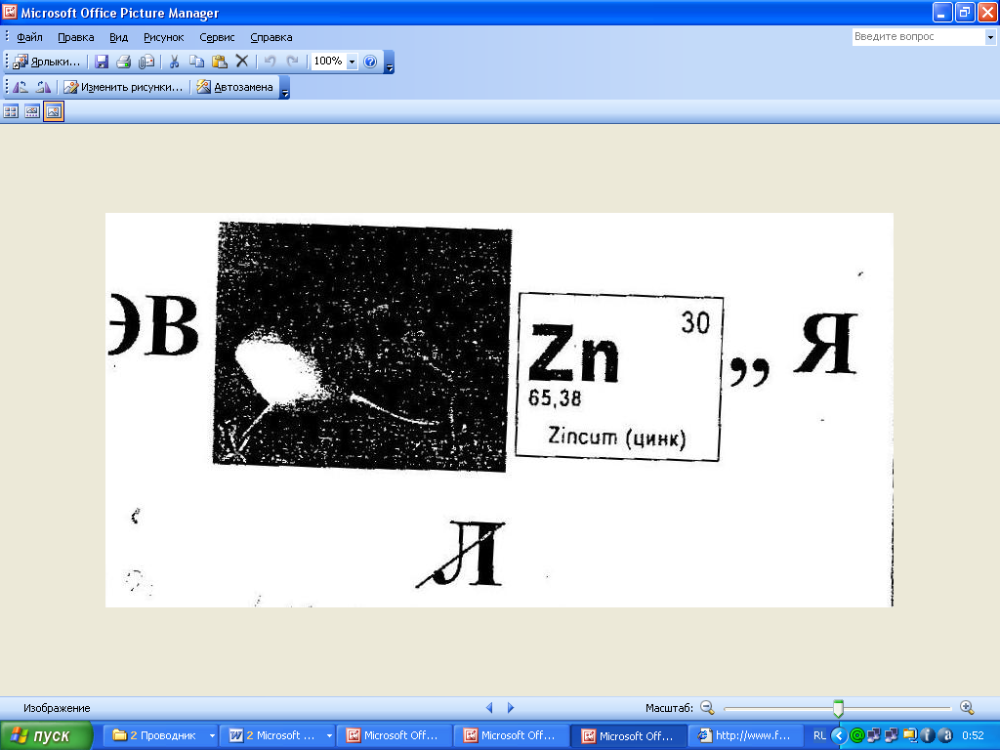 Microsoft Office Picture Manager
Файл Правка Вид Рисунок Сервис Справка Введите вопрос
Ярлыки... 100%
Изменить рисунки... Автозамена
ЭВ
30
Zn
65,38
Zincum (цинк)
,, Я
Л
Изображение Масштаб:
пуск 2 Проводник 2 Microsoft ... Microsoft Off... Microsoft Off... Microsoft Off... http://www.f... RL 0:52